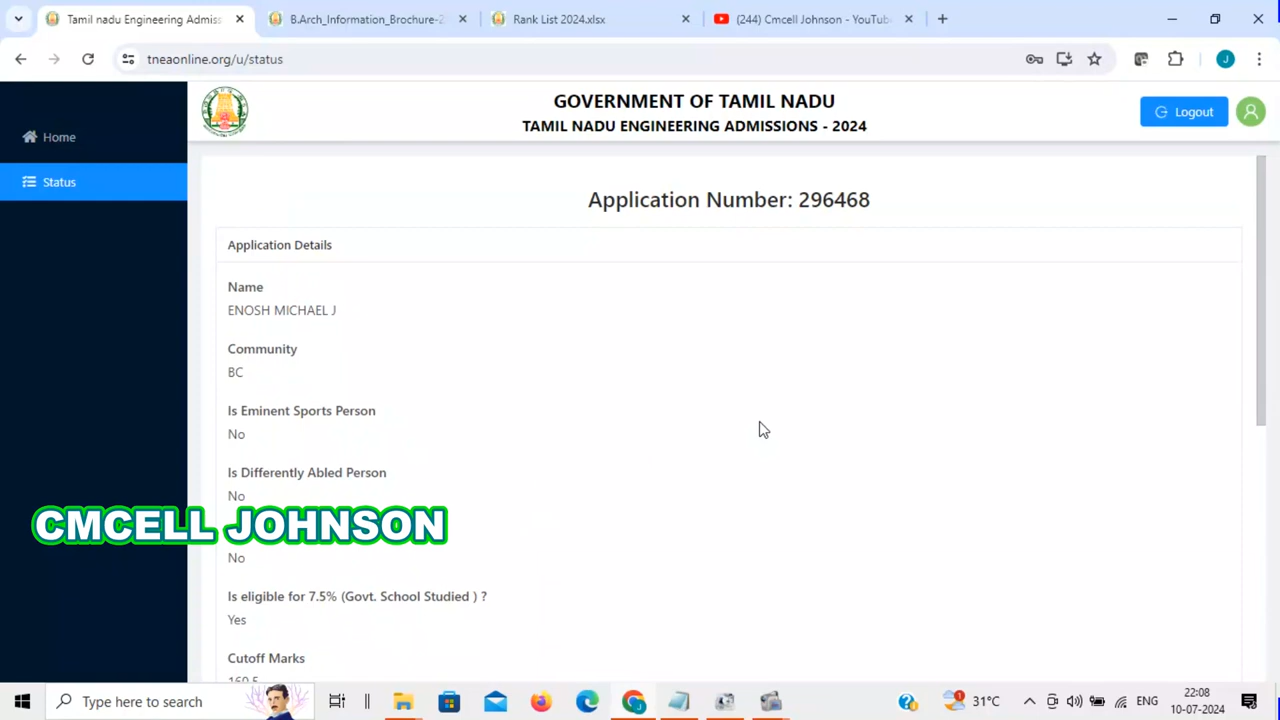 Tamil nadu Engineering Admiss
B.Arch_Information_Brochure-2
Rank List 2024.xlsx
(244) Cmcell Johnson - YouTub
tneaonline.org/u/status
J
Home
Status
GOVERNMENT OF TAMIL NADU
TAMIL NADU ENGINEERING ADMISSIONS - 2024
Logout
Application Number: 296468
Application Details
Name
ENOSH MICHAEL J
Community
BC
Is Eminent Sports Person
No
Is Differently Abled Person
No
CMCELL JOHNSON
No
Is eligible for 7.5% (Govt. School Studied ) ?
Yes
Cutoff Marks
160.5
Type here to search
31°C
ENG
22:08
10-07-2024